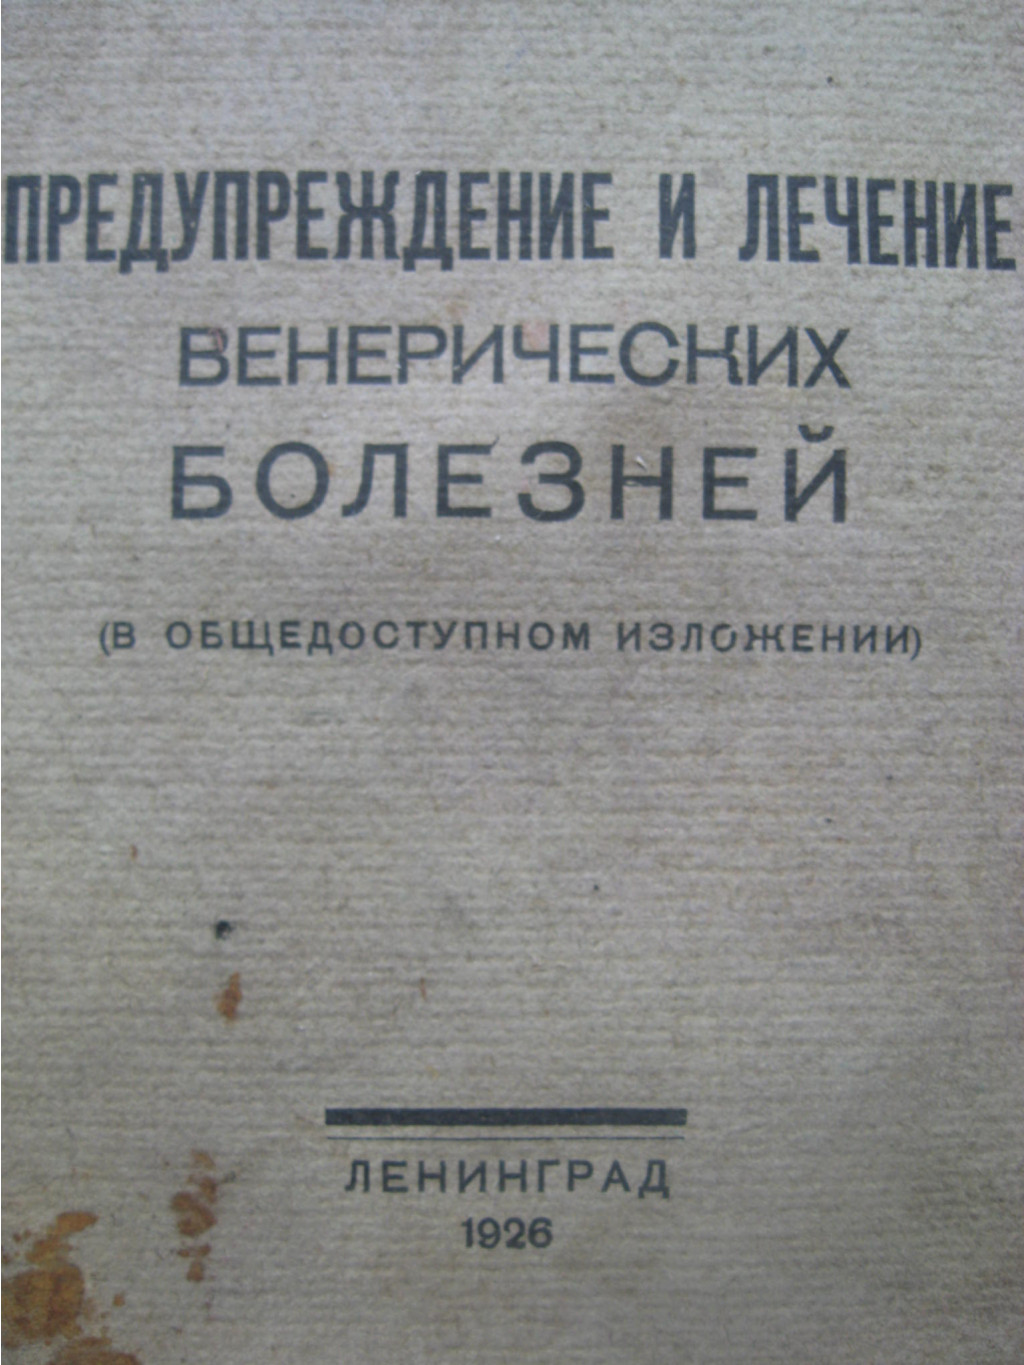 ПРЕДУПРЕЖДЕНИЕ И ЛЕЧЕНИЕ
ВЕНЕРИЧЕСКИХ
БОЛЕЗНЕЙ
(В ОБЩЕДОСТУПНОМ ИЗЛОЖЕНИИ)
ЛЕНИНГРАД
1926